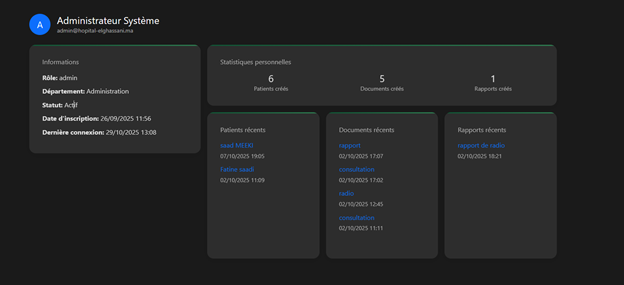 A
Administrateur Système
admin@hopital-elghassani.ma
Informations
Rôle: admin
Département: Administration
Statut: Actif
Date d'inscription: 26/09/2025 11:56
Dernière connexion: 29/10/2025 13:08
Statistiques personnelles
6
Patients créés
5
Documents créés
1
Rapports créés
Patients récents
saad MEEKI
07/10/2025 19:05
Fatine saadi
02/10/2025 11:09
Documents récents
rapport
02/10/2025 17:07
consultation
02/10/2025 17:02
radio
02/10/2025 12:45
consultation
02/10/2025 11:11
Rapports récents
rapport de radio
02/10/2025 18:21